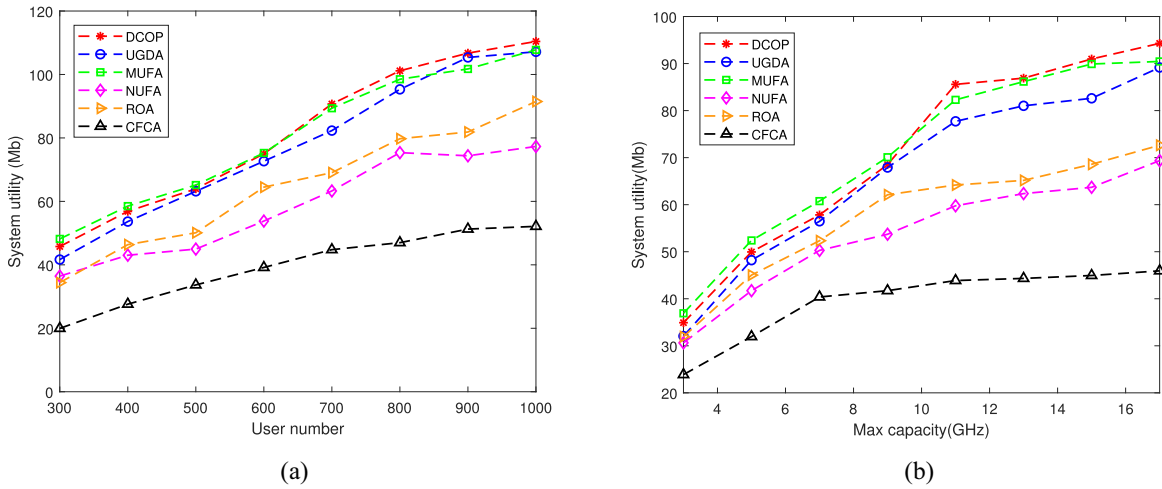 120
100
80
60
40
20
0
System utility (Mb)
DCOP
UGDA
MUFA
NUFA
ROA
CFCA
300 400 500 600 700 800 900 1000
User number
(a)
100
90
80
70
60
50
40
30
20
System utility(Mb)
DCOP
UGDA
MUFA
NUFA
ROA
CFCA
4 6 8 10 12 14 16
Max capacity(GHz)
(b)